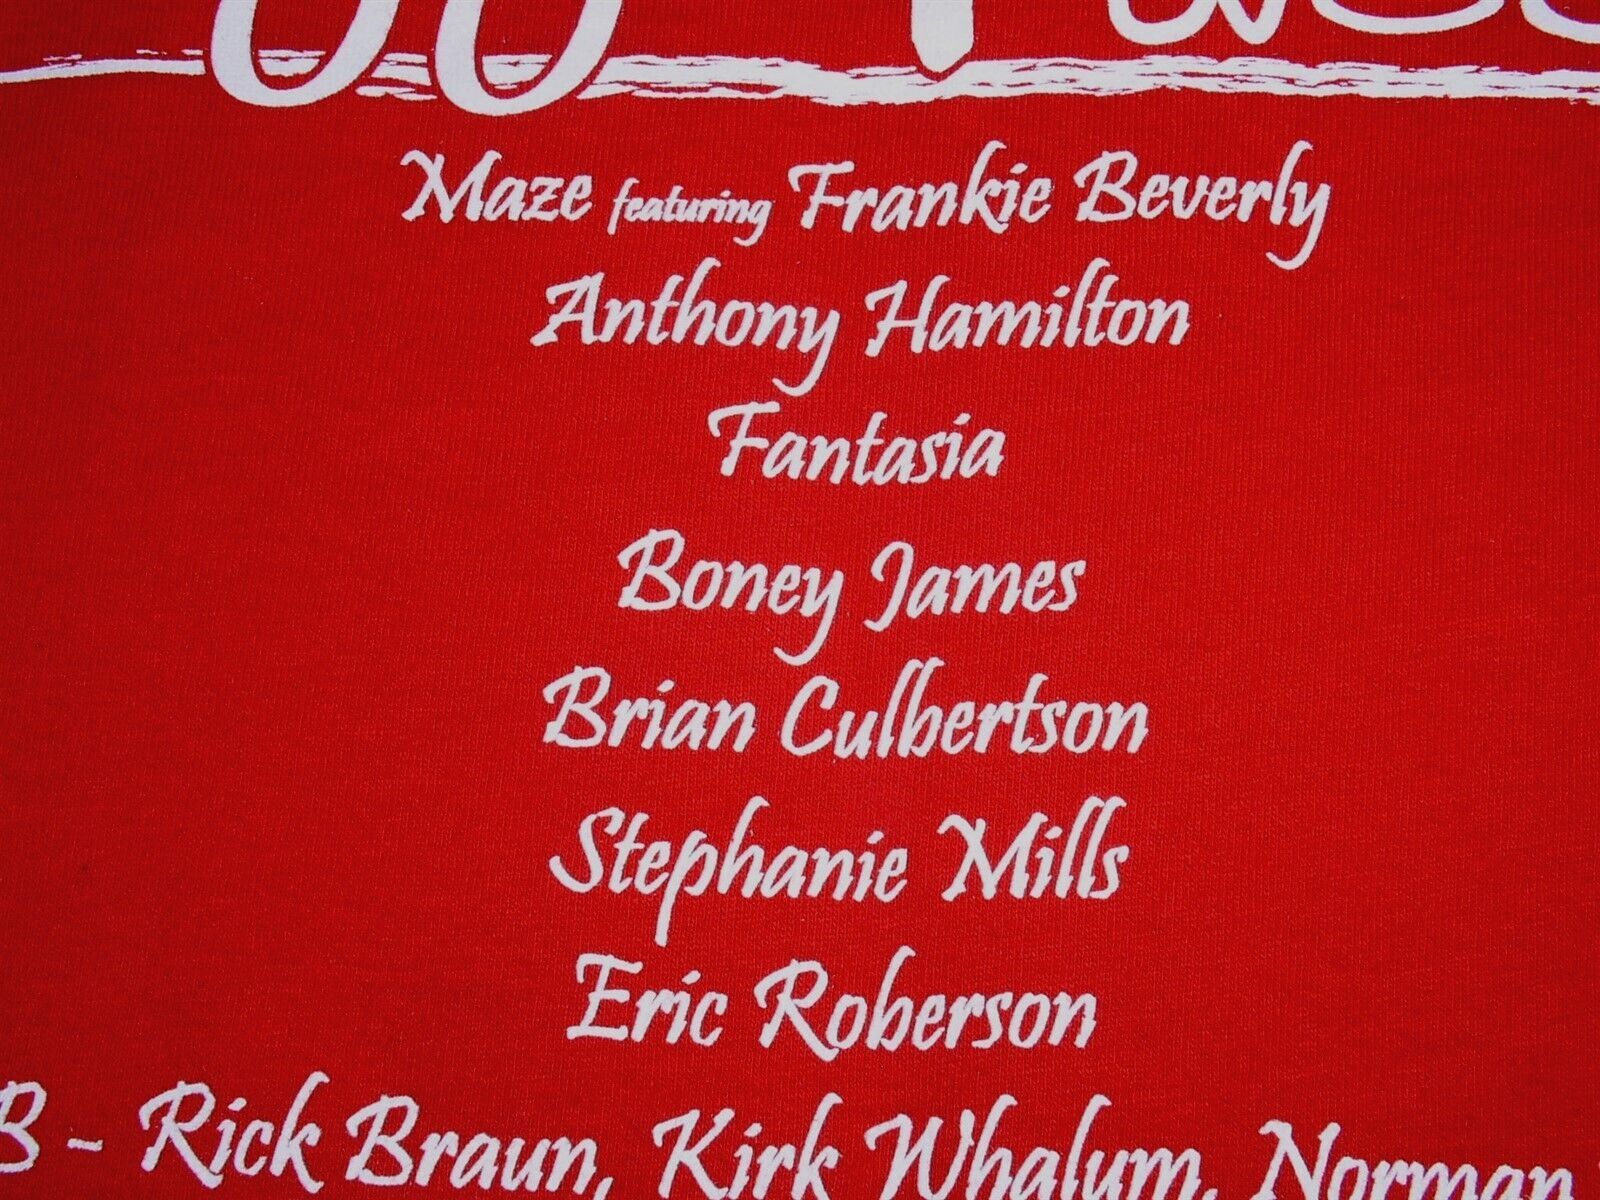 Maze featuring Frankie Beverly
Anthony Hamilton
Fantasia
Boney James
Brian Culbertson
Stephanie Mills
Eric Roberson
B - Rick Braun, Kirk Whalum, Norman